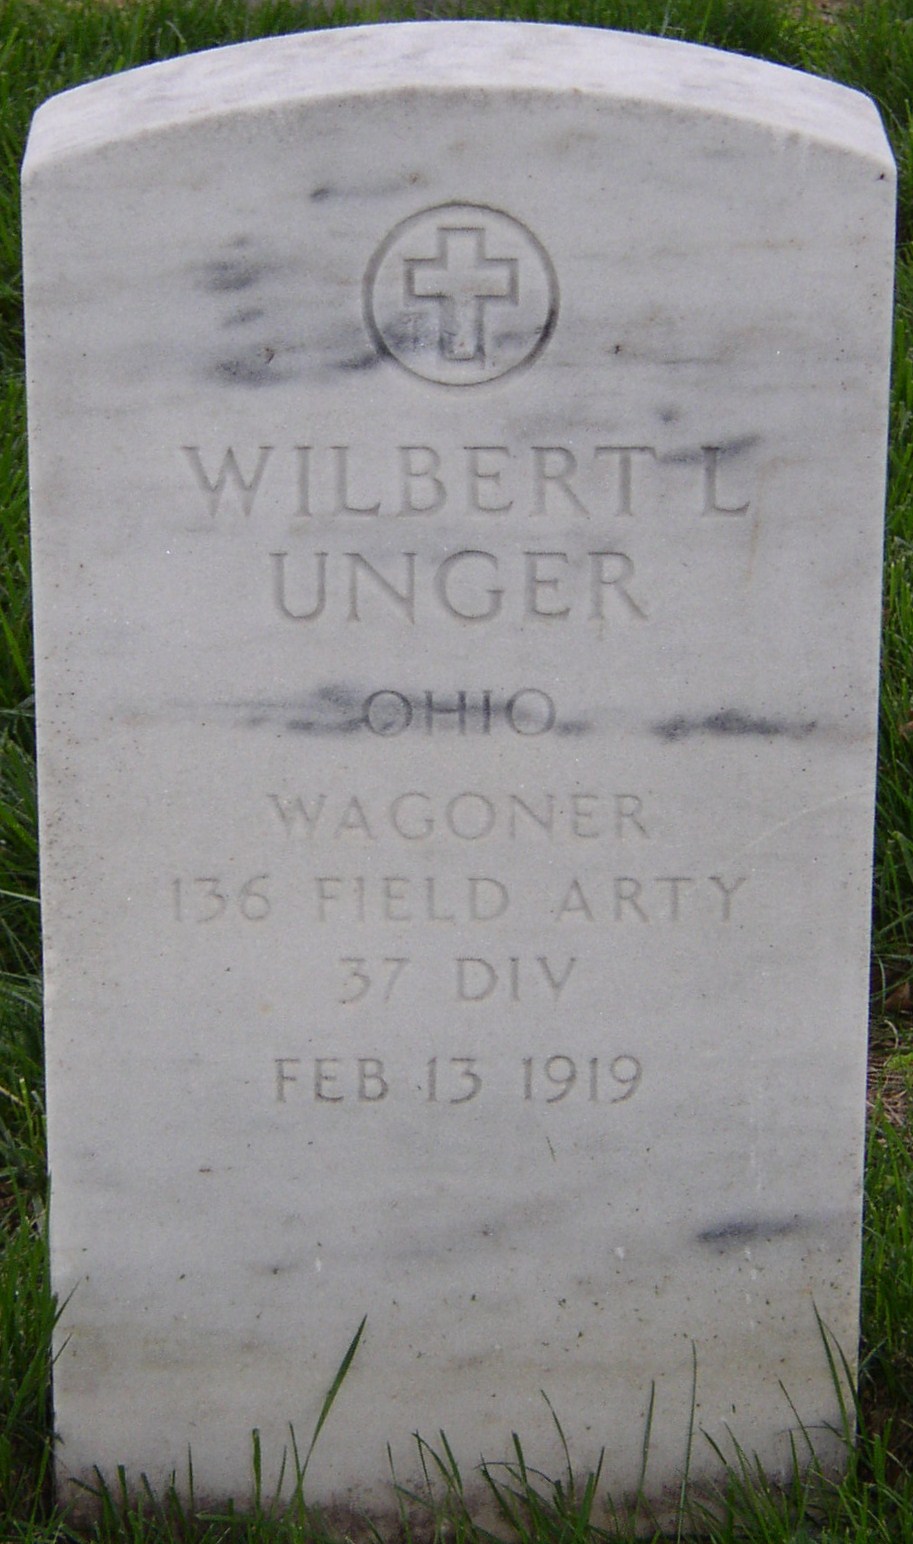 WILBERT L
UNGER
OHIO
WAGONER
136 FIELD ARTY
37 DIV
FEB 13 1919